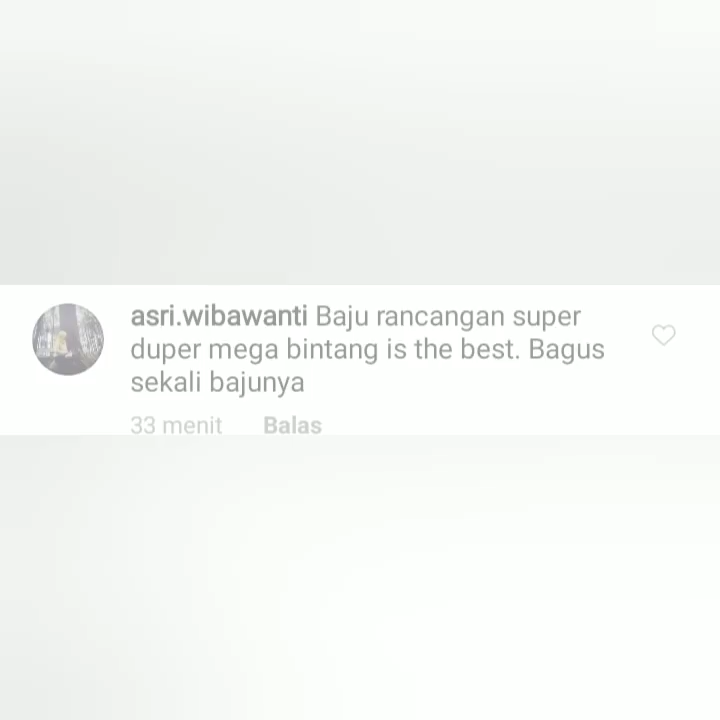 asri.wibawanti Baju rancangan super
duper mega bintang is the best. Bagus
sekali bajunya
33 menit Balas